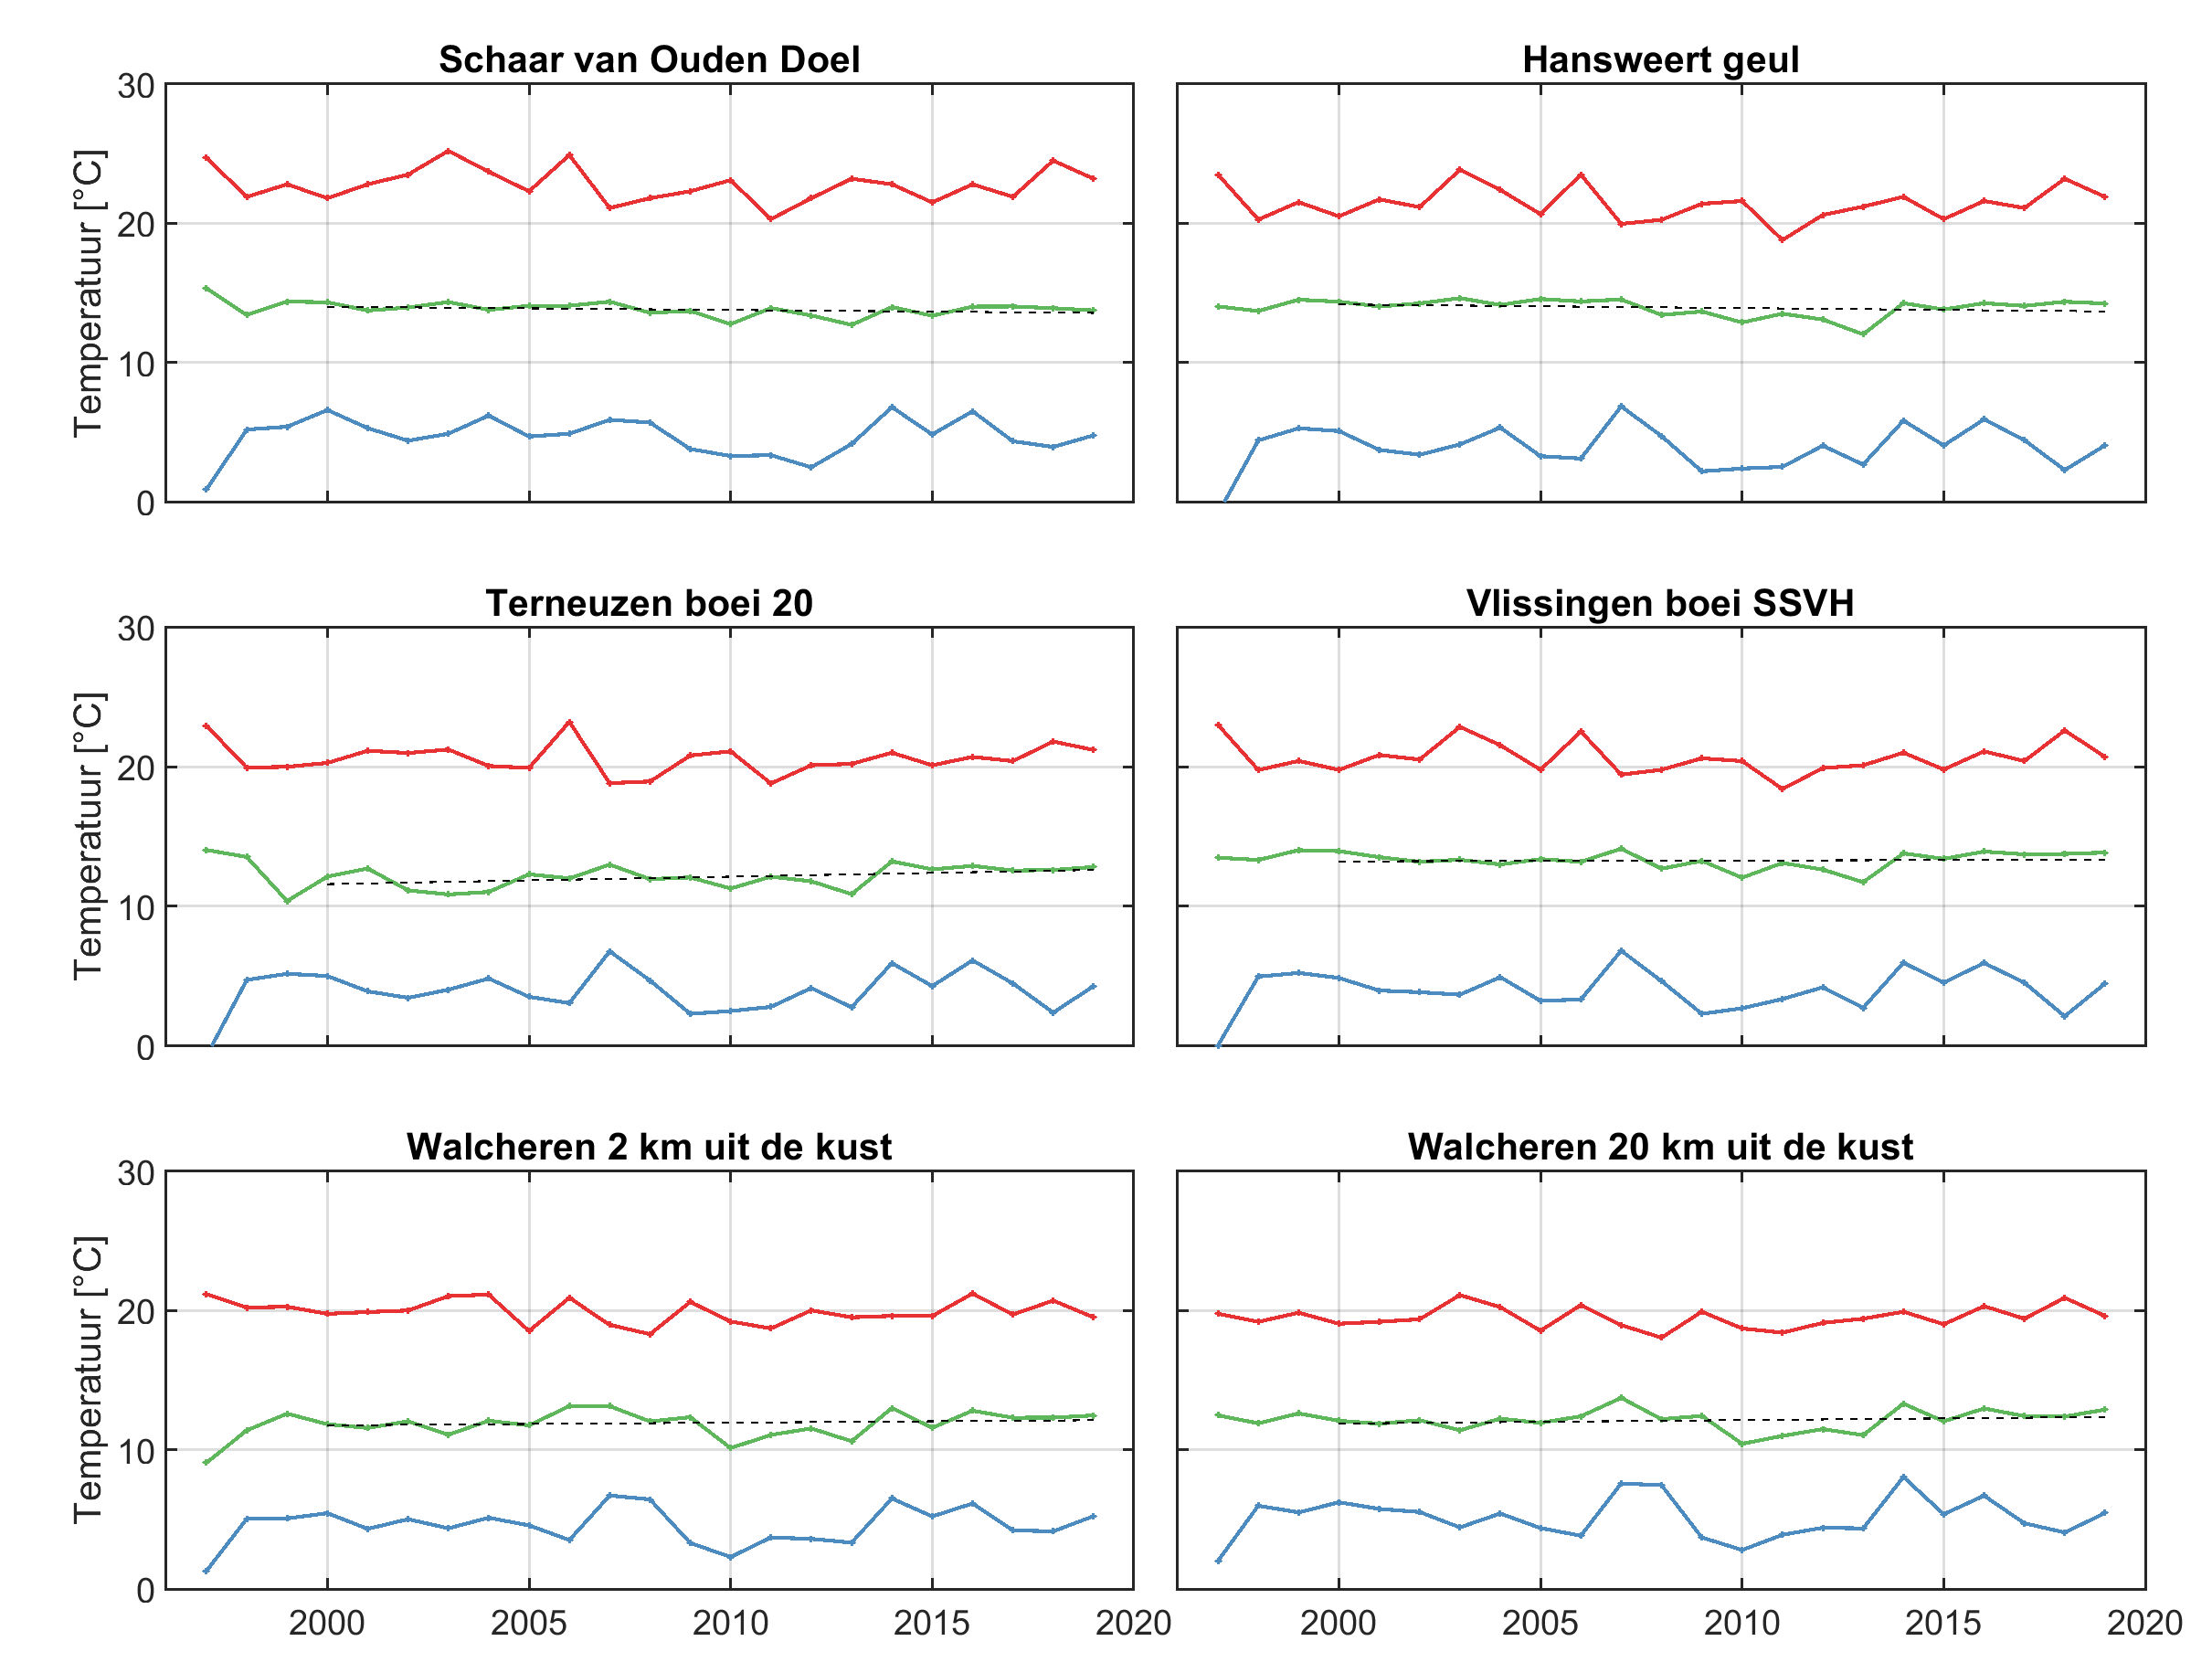 Schaar van Ouden Doel
Hansweert geul
30
20
10
0
Temperatuur [°C]
Terneuzen boei 20
Vlissingen boei SSVH
30
20
10
0
Temperatuur [°C]
Walcheren 2 km uit de kust
Walcheren 20 km uit de kust
30
20
10
0
Temperatuur [°C]
2000 2005 2010 2015 2020
2000 2005 2010 2015 2020